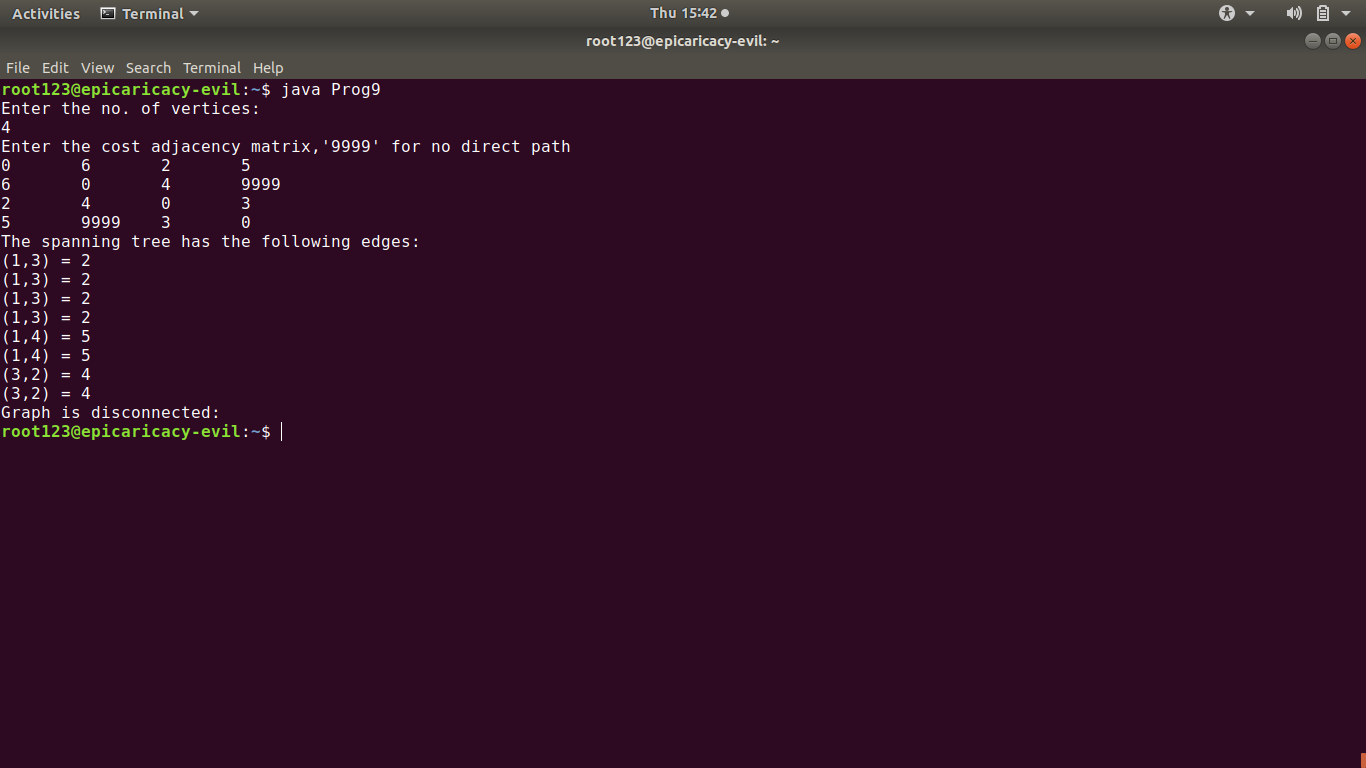 Activities Terminal Thu 15:42
root123@epicaricacy-evil: ~
File Edit View Search Terminal Help
root123@epicaricacy-evil:~$ java Prog9
Enter the no. of vertices:
4
Enter the cost adjacency matrix,'9999' for no direct path
0 6 2 5
6 0 4 9999
2 4 0 3
5 9999 3 0
The spanning tree has the following edges:
(1,3) = 2
(1,3) = 2
(1,3) = 2
(1,3) = 2
(1,4) = 5
(1,4) = 5
(3,2) = 4
(3,2) = 4
Graph is disconnected:
root123@epicaricacy-evil:~$